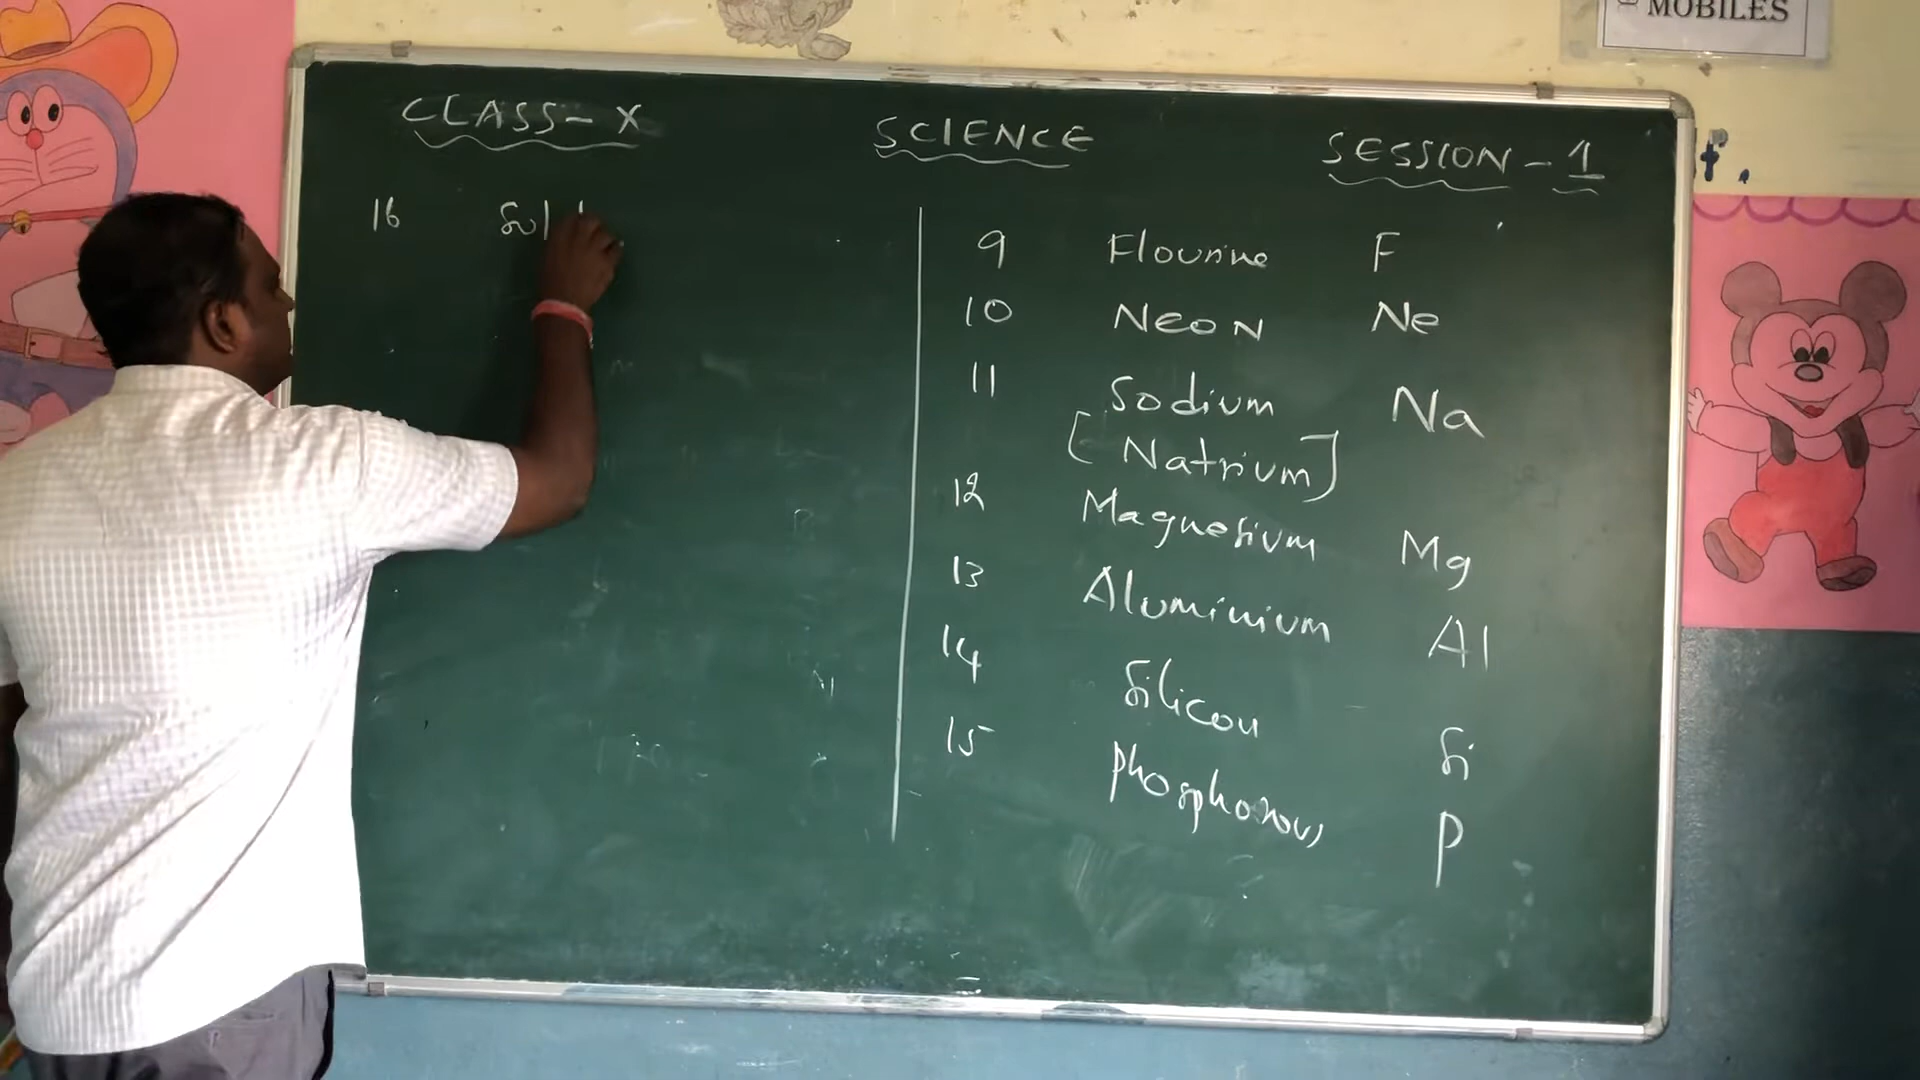 MOBILES
CLASS-X SCIENCE SESSION-1
16 Sul
9 Flourine F
10 Neon Ne
11 Sodium Na
[Natrium]
12 Magnesium Mg
13 Aluminium Al
14 Silicon Si
15 Phosphorous P